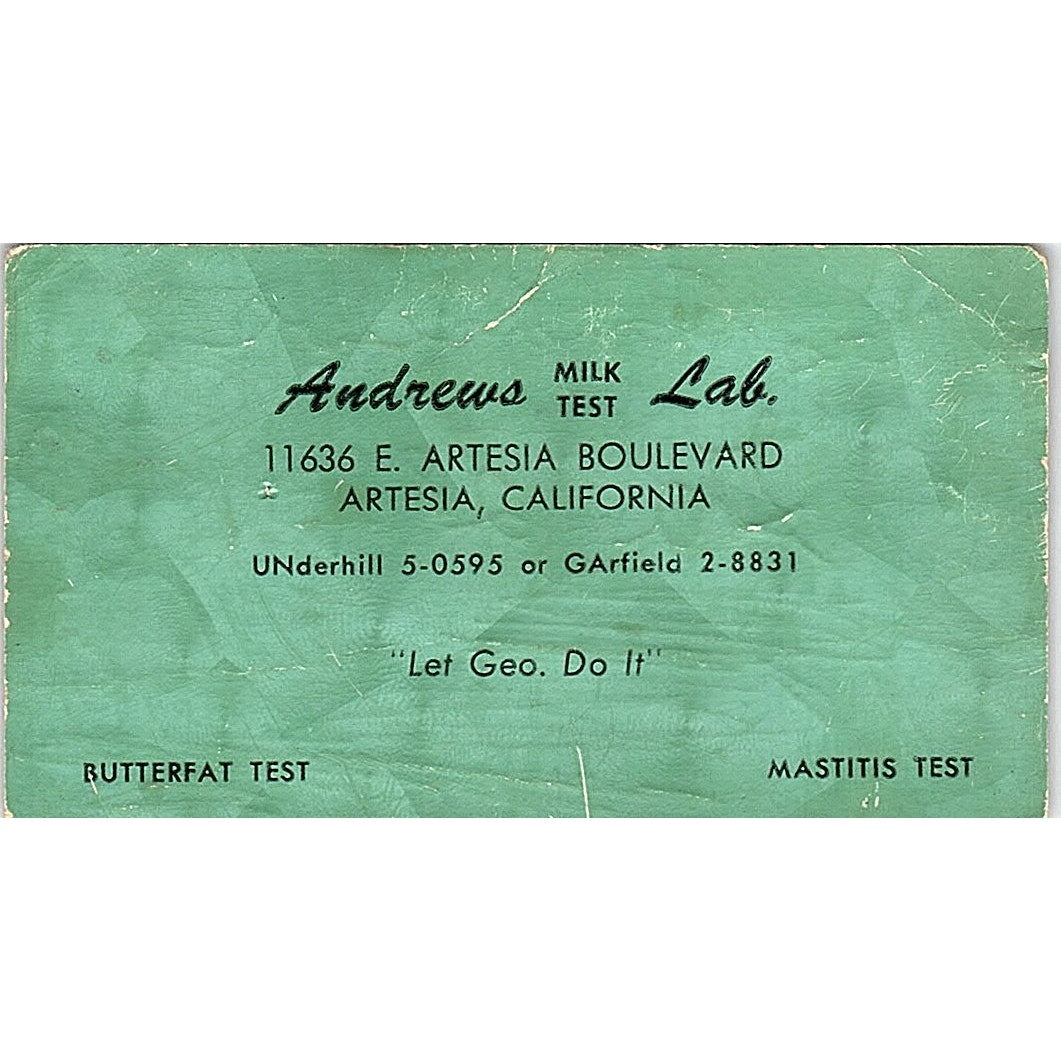 Andrews MILK TEST Lab.
11636 E. ARTESIA BOULEVARD
ARTESIA, CALIFORNIA
UNderhill 5-0595 or GArfield 2-8831
"Let Geo. Do It"
BUTTERFAT TEST MASTITIS TEST